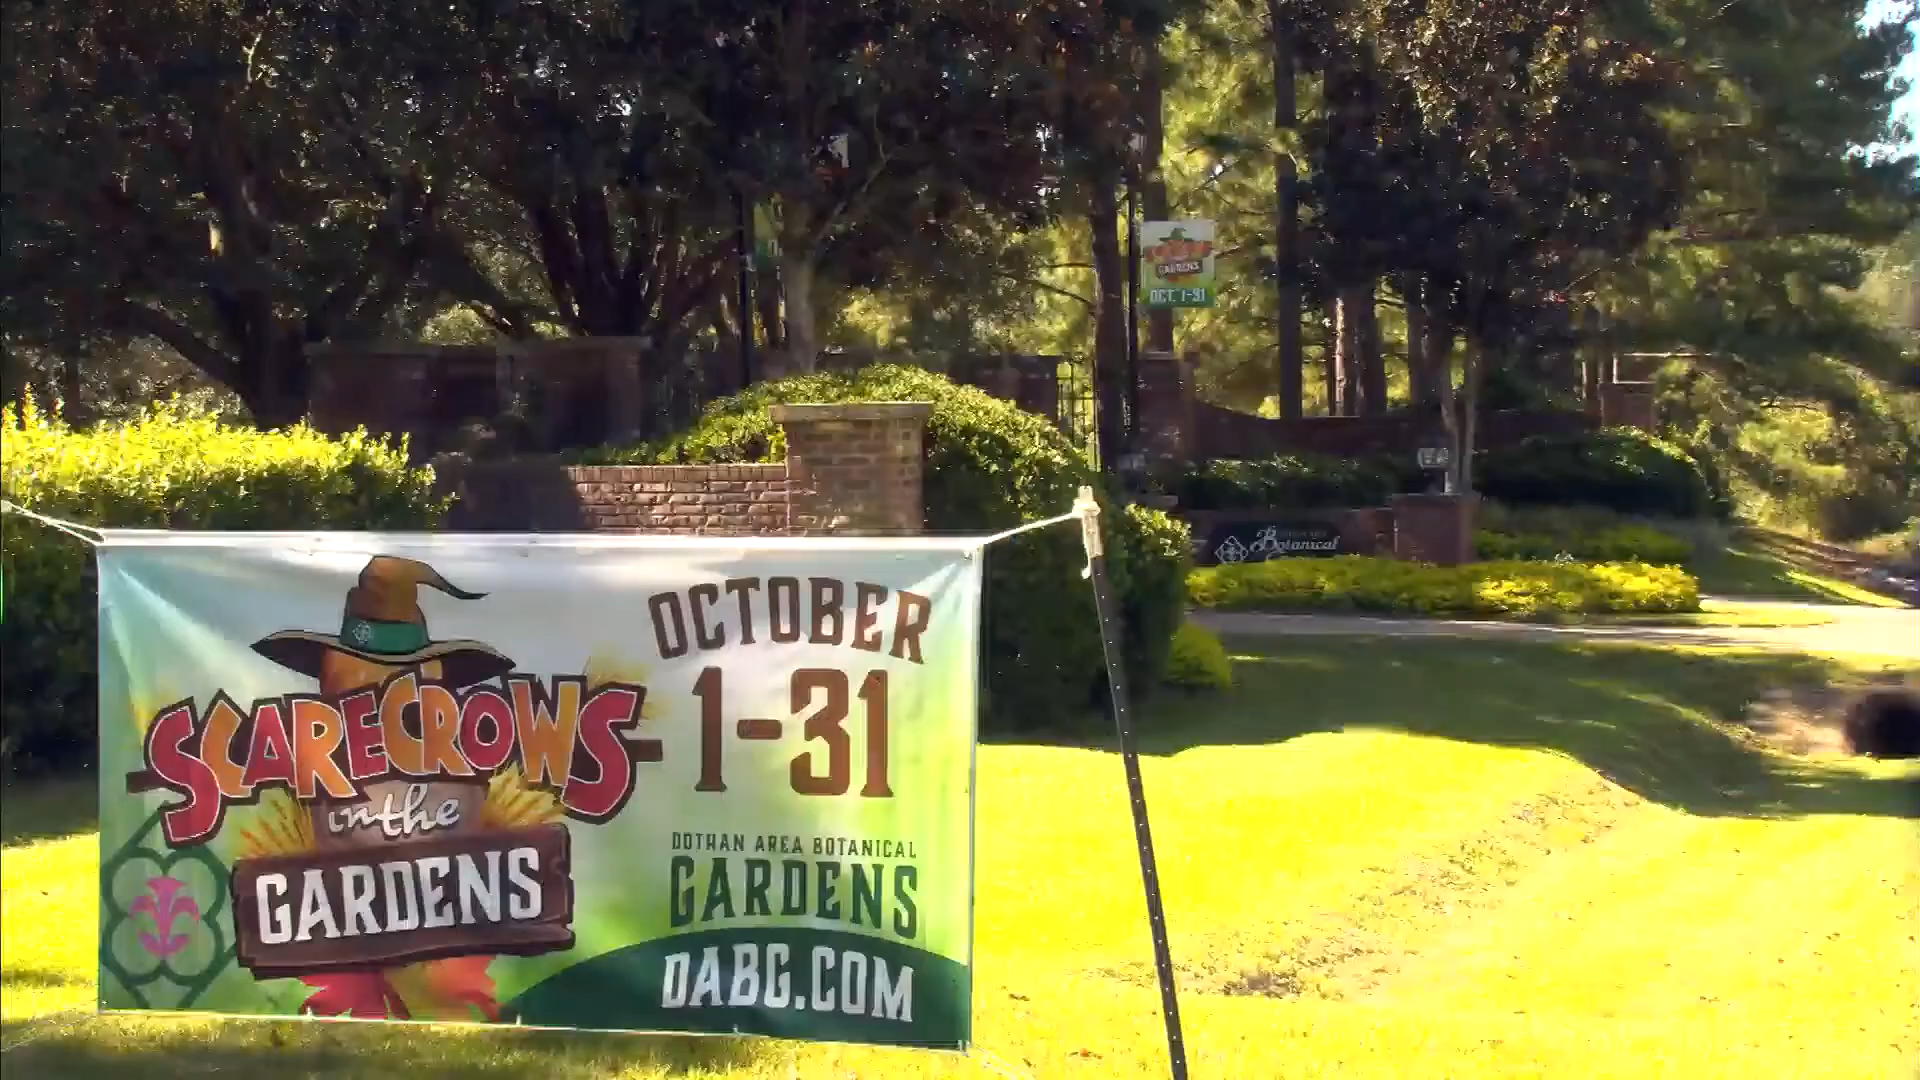 SCARECROWS
in the
GARDENS
OCTOBER
1-31
DOTHAN AREA BOTANICAL
GARDENS
DABG.COM
GARDENS
OCT. 1-31
Botanical